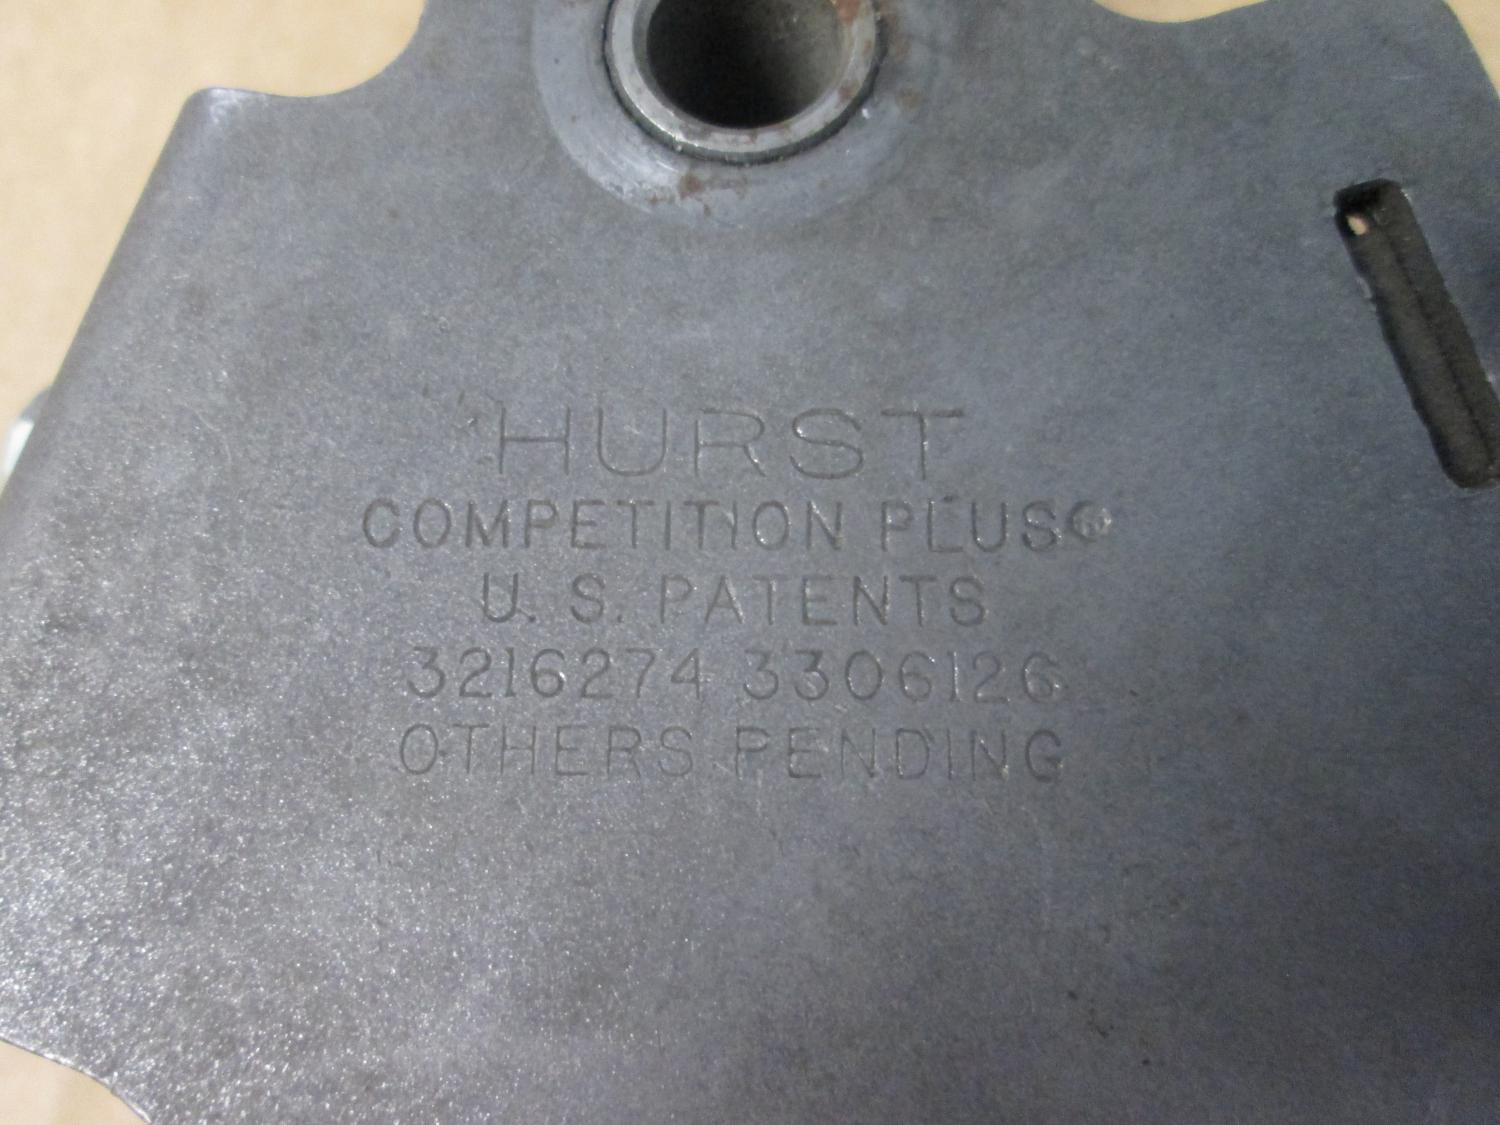 HURST
COMPETITION PLUS®
U. S. PATENTS
3216274 3306126
OTHERS PENDING